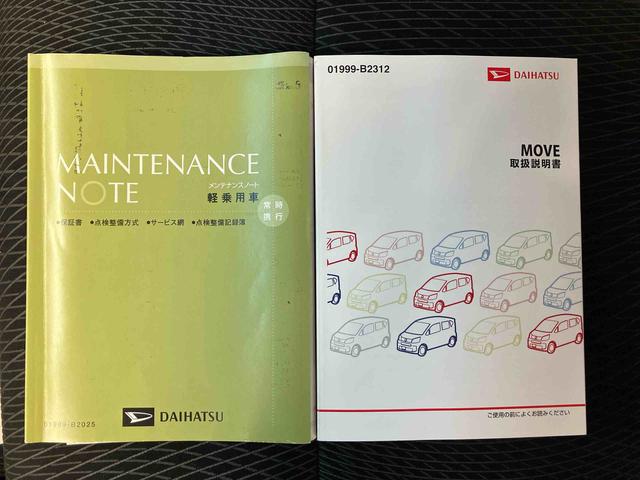 MAINTENANCE
NOTE
メンテナンスノート
軽乗用車
常時
携行
●保証書 ●点検整備方式 ●サービス網 ●点検整備記録簿
DAIHATSU
01999-B2025
01999-B2312
DAIHATSU
MOVE
取扱説明書
ご使用の前によくお読みください